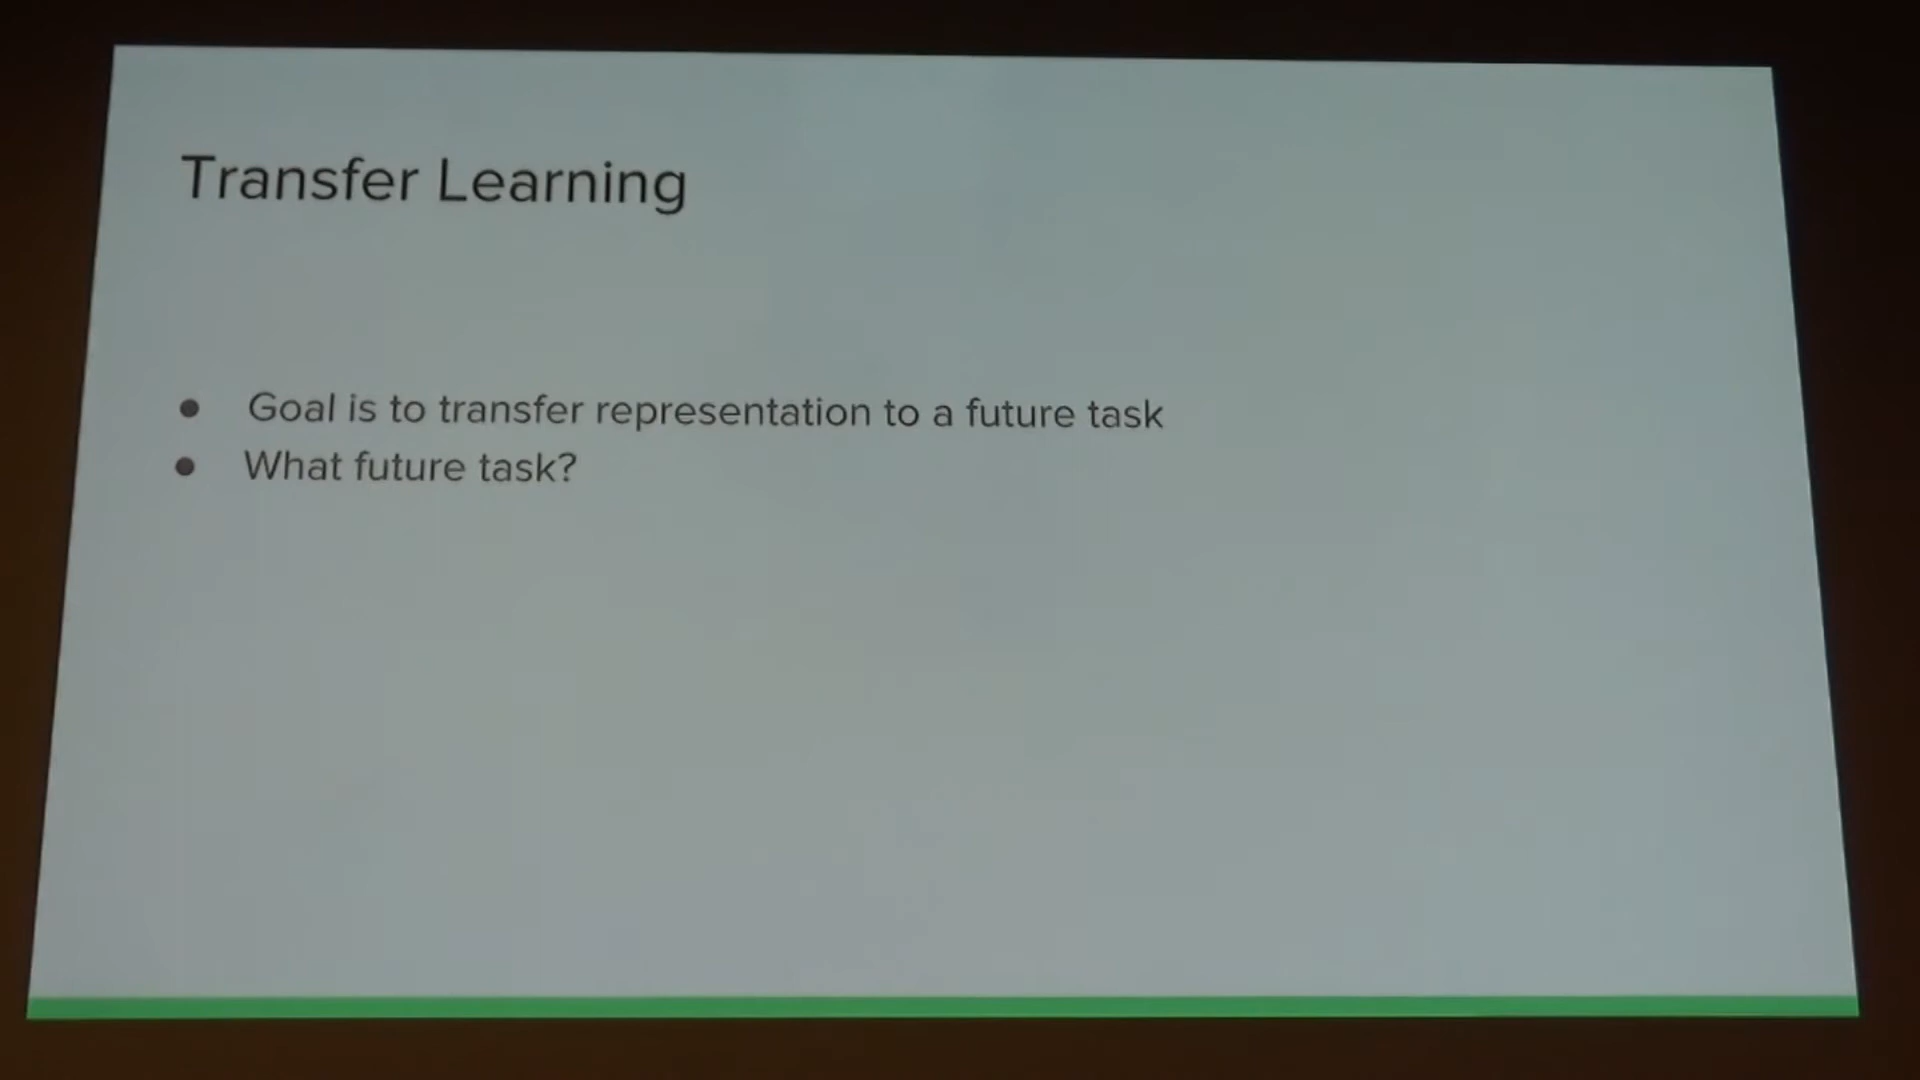 Transfer Learning
● Goal is to transfer representation to a future task
● What future task?